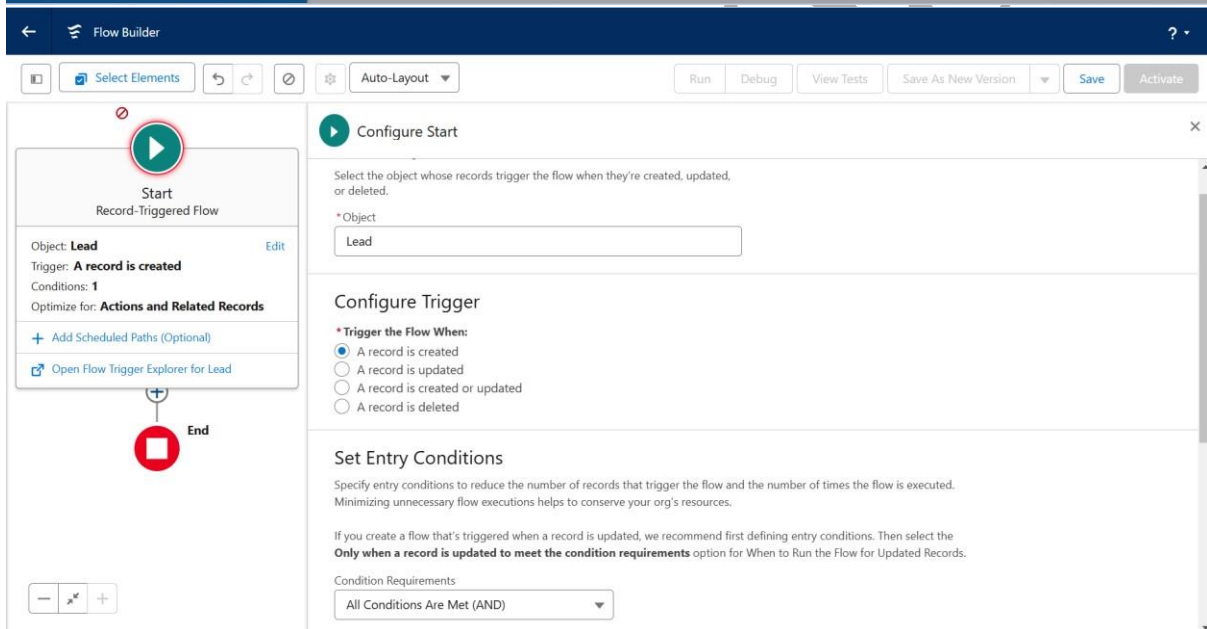 Flow Builder
?
Select Elements
Auto-Layout
Run
Debug
View Tests
Save As New Version
Save
Activate
Start
Record-Triggered Flow
Object: Lead
Edit
Trigger: A record is created
Conditions: 1
Optimize for: Actions and Related Records
+ Add Scheduled Paths (Optional)
Open Flow Trigger Explorer for Lead
End
Configure Start
Select the object whose records trigger the flow when they're created, updated,
or deleted.
*Object
Lead
Configure Trigger
*Trigger the Flow When:
A record is created
A record is updated
A record is created or updated
A record is deleted
Set Entry Conditions
Specify entry conditions to reduce the number of records that trigger the flow and the number of times the flow is executed.
Minimizing unnecessary flow executions helps to conserve your org's resources.
If you create a flow that's triggered when a record is updated, we recommend first defining entry conditions. Then select the
Only when a record is updated to meet the condition requirements option for When to Run the Flow for Updated Records.
Condition Requirements
All Conditions Are Met (AND)